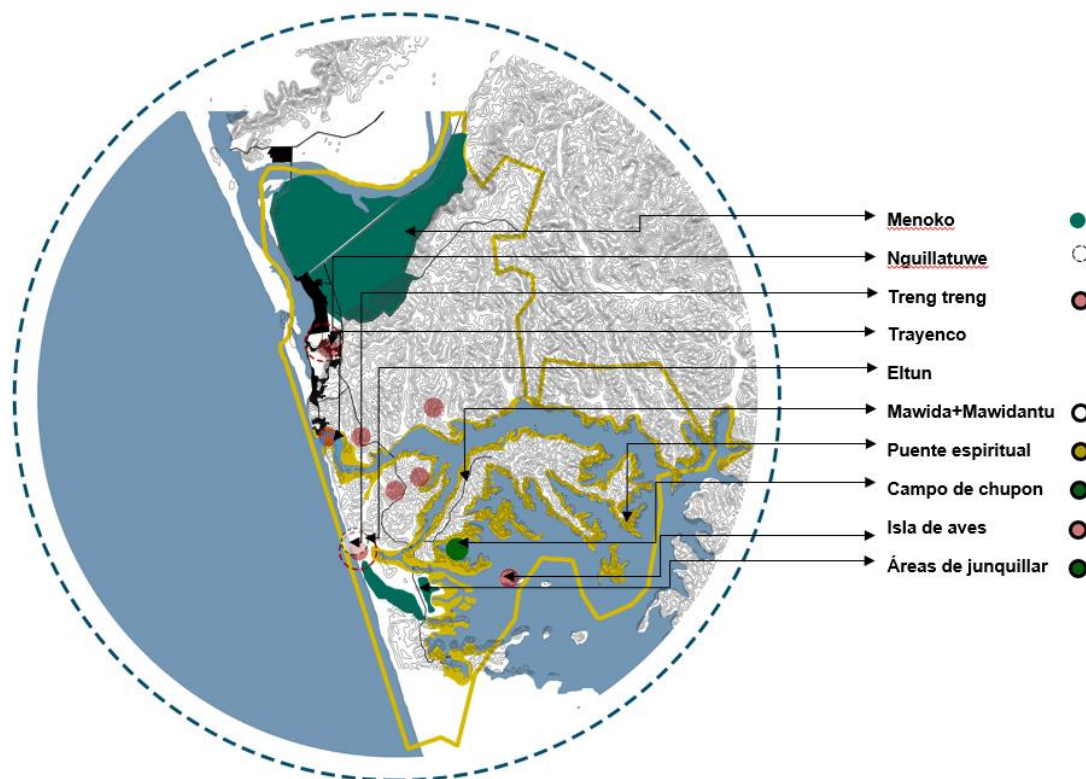 Menoko
Nguillatuwe
Treng treng
Trayenco
Eltun
Mawida+Mawidantu
Puente espiritual
Campo de chupon
Isla de aves
Áreas de junquillar